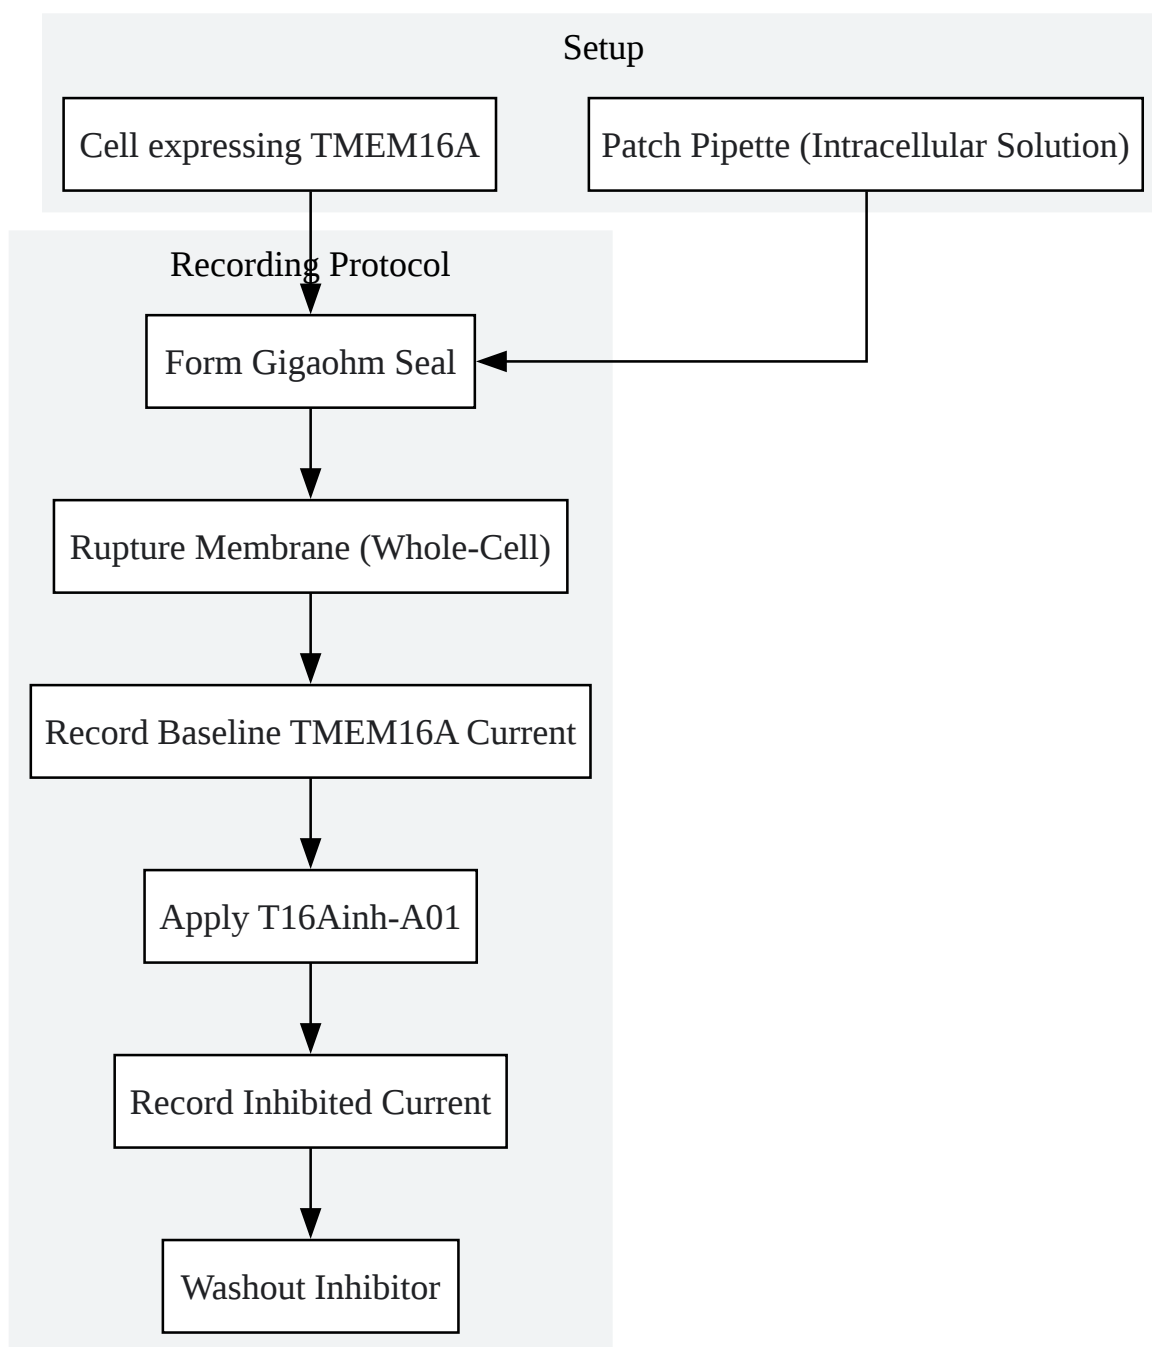 Setup
Cell expressing TMEM16A
Patch Pipette (Intracellular Solution)
Recording Protocol
Form Gigaohm Seal
Rupture Membrane (Whole-Cell)
Record Baseline TMEM16A Current
Apply T16Ainh-A01
Record Inhibited Current
Washout Inhibitor